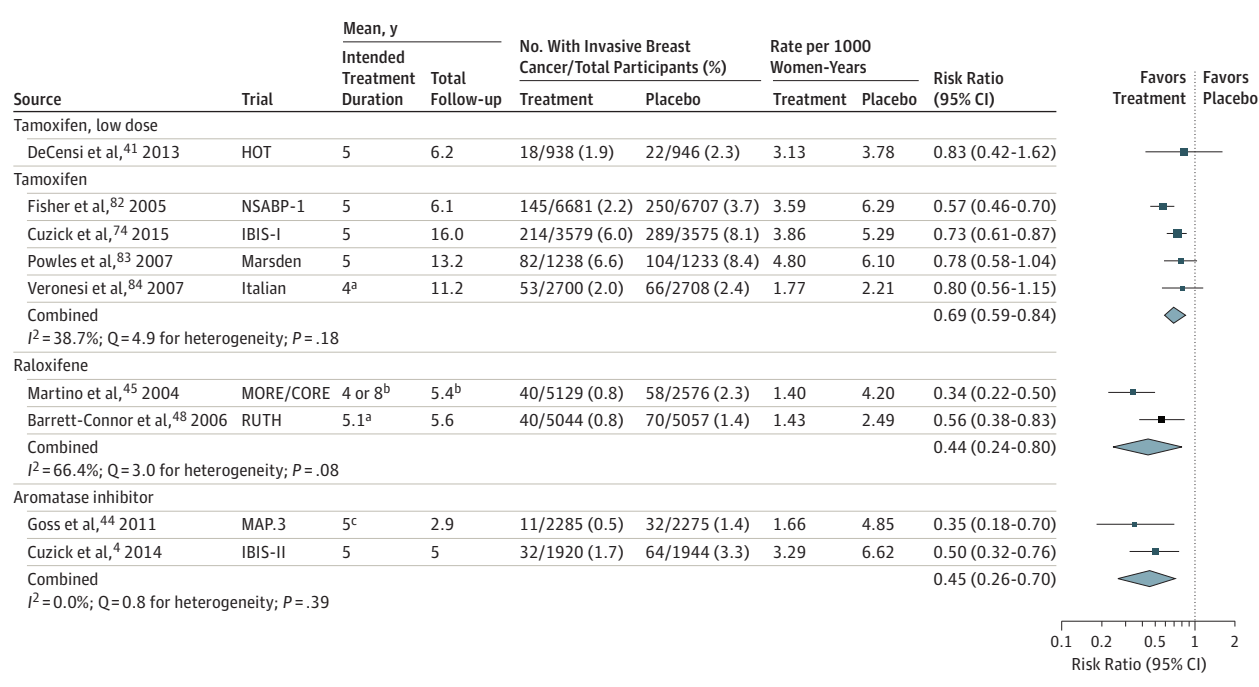 Mean, y
Intended Treatment Duration
Total Follow-up
No. With Invasive Breast Cancer/Total Participants (%)
Rate per 1000 Women-Years
Risk Ratio (95% CI)
Favors Treatment
Favors Placebo
Source Trial Treatment Placebo Treatment Placebo
Tamoxifen, low dose
DeCensi et al,41 2013 HOT 5 6.2 18/938 (1.9) 22/946 (2.3) 3.13 3.78 0.83 (0.42-1.62)
Tamoxifen
Fisher et al,82 2005 NSABP-1 5 6.1 145/6681 (2.2) 250/6707 (3.7) 3.59 6.29 0.57 (0.46-0.70)
Cuzick et al,74 2015 IBIS-I 5 16.0 214/3579 (6.0) 289/3575 (8.1) 3.86 5.29 0.73 (0.61-0.87)
Powles et al,83 2007 Marsden 5 13.2 82/1238 (6.6) 104/1233 (8.4) 4.80 6.10 0.78 (0.58-1.04)
Veronesi et al,84 2007 Italian 4a 11.2 53/2700 (2.0) 66/2708 (2.4) 1.77 2.21 0.80 (0.56-1.15)
Combined 0.69 (0.59-0.84)
I2 = 38.7%; Q = 4.9 for heterogeneity; P = .18
Raloxifene
Martino et al,45 2004 MORE/CORE 4 or 8b 5.4b 40/5129 (0.8) 58/2576 (2.3) 1.40 4.20 0.34 (0.22-0.50)
Barrett-Connor et al,48 2006 RUTH 5.1a 5.6 40/5044 (0.8) 70/5057 (1.4) 1.43 2.49 0.56 (0.38-0.83)
Combined 0.44 (0.24-0.80)
I2 = 66.4%; Q = 3.0 for heterogeneity; P = .08
Aromatase inhibitor
Goss et al,44 2011 MAP.3 5c 2.9 11/2285 (0.5) 32/2275 (1.4) 1.66 4.85 0.35 (0.18-0.70)
Cuzick et al,4 2014 IBIS-II 5 5 32/1920 (1.7) 64/1944 (3.3) 3.29 6.62 0.50 (0.32-0.76)
Combined 0.45 (0.26-0.70)
I2 = 0.0%; Q = 0.8 for heterogeneity; P = .39
0.1 0.2 0.5 1 2
Risk Ratio (95% CI)